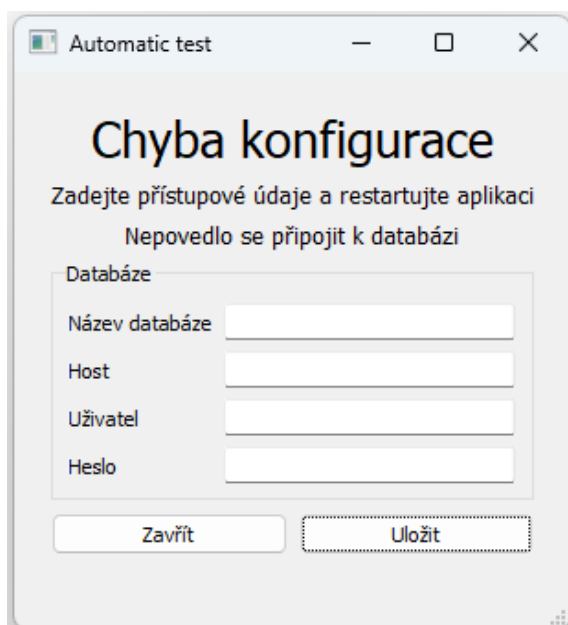 Automatic test
Chyba konfigurace
Zadejte přístupové údaje a restartujte aplikaci
Nepovedlo se připojit k databázi
Databáze
Název databáze
Host
Uživatel
Heslo
Zavřít Uložit